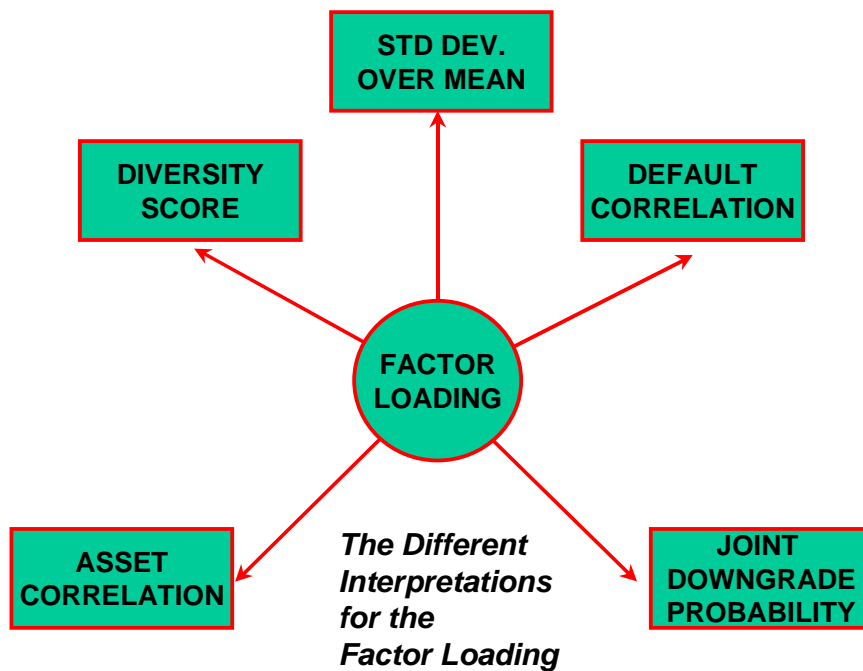 STD DEV.
OVER MEAN
DIVERSITY
SCORE
DEFAULT
CORRELATION
FACTOR
LOADING
ASSET
CORRELATION
The Different
Interpretations
for the
Factor Loading
JOINT
DOWNGRADE
PROBABILITY